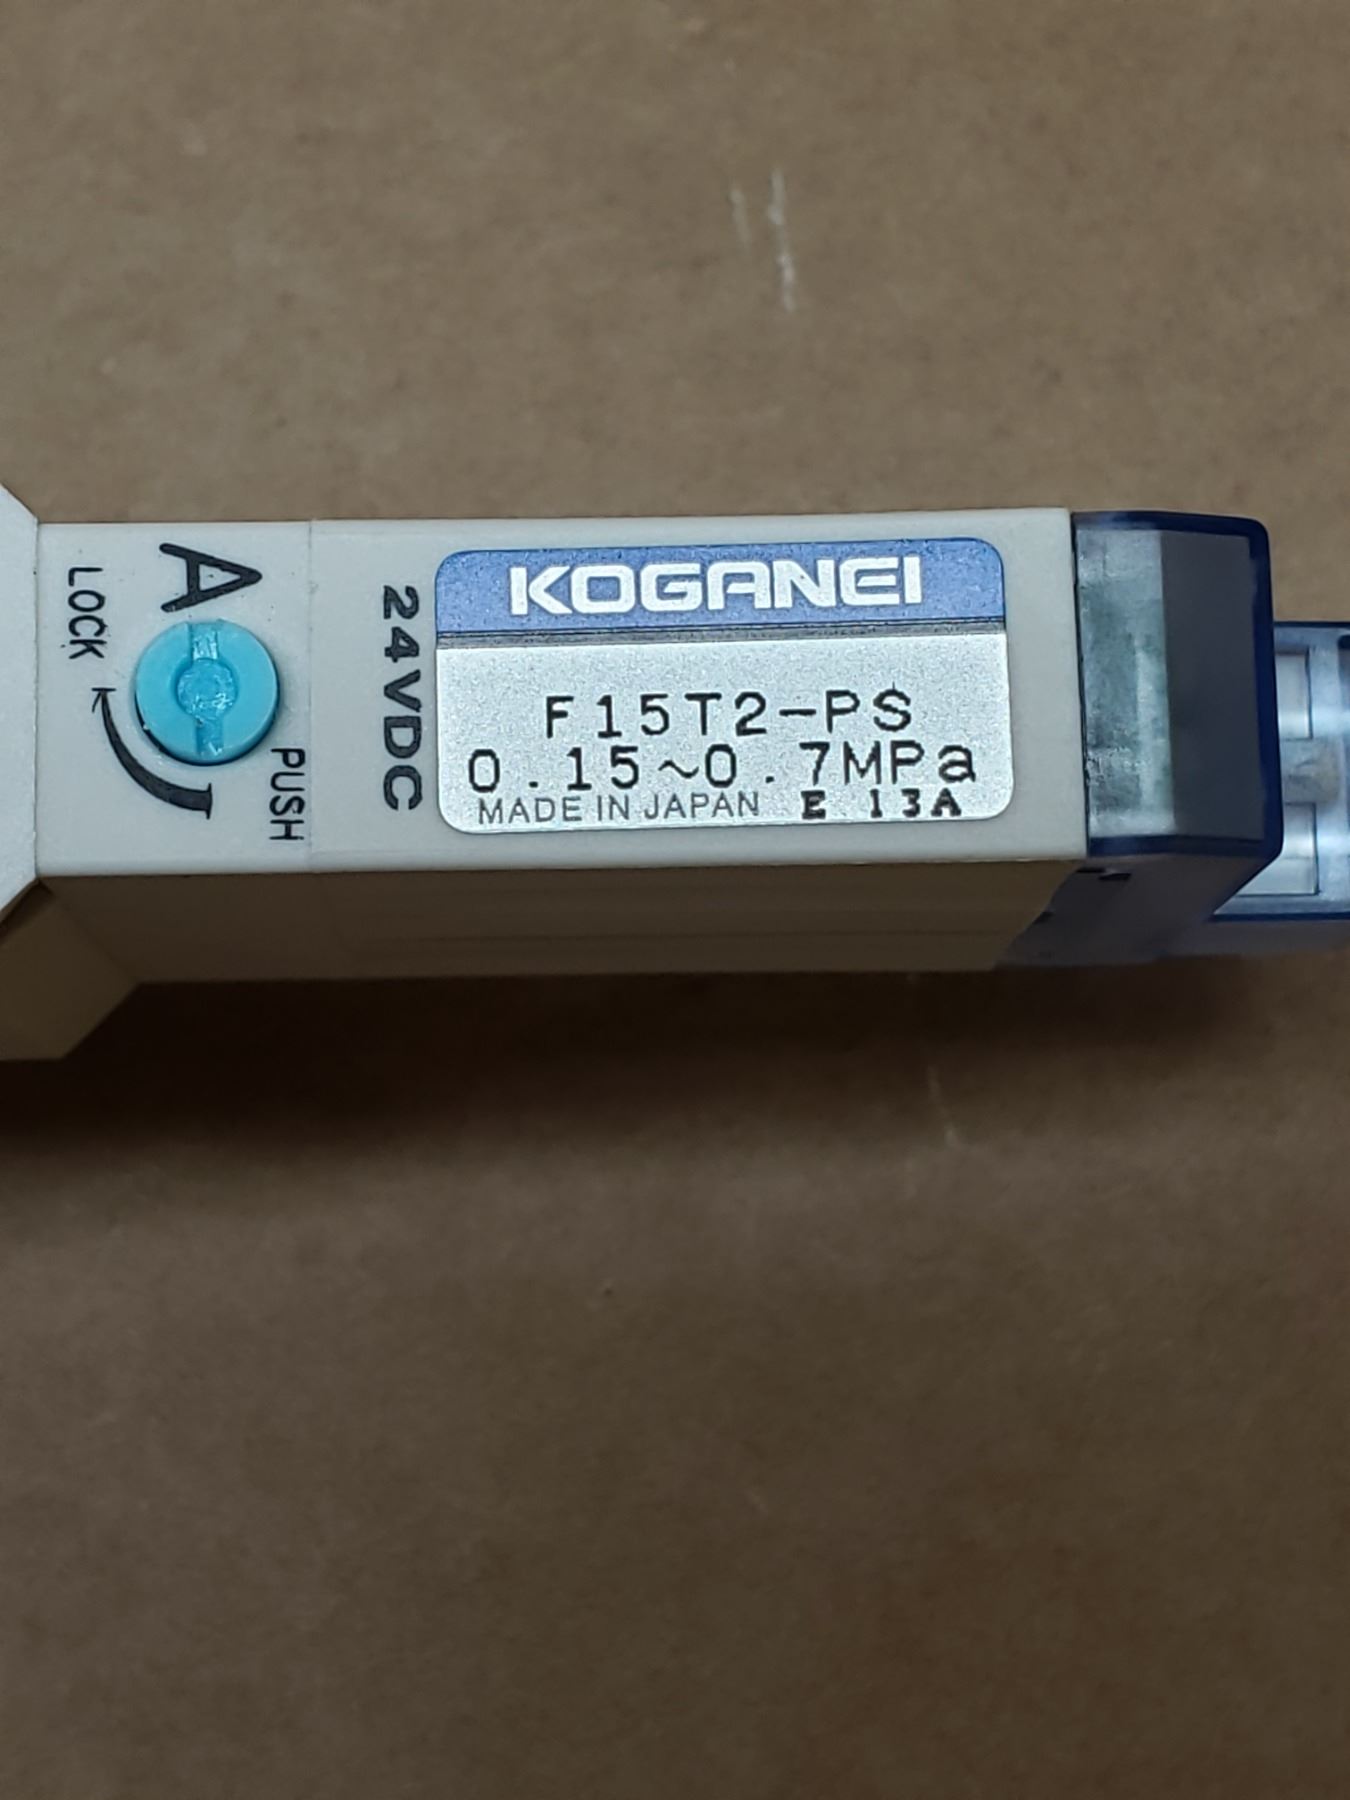 KOGANEI
F15T2-PS
0.15~0.7MPa
MADE IN JAPAN E 13A
24VDC
A
LOCK
PUSH